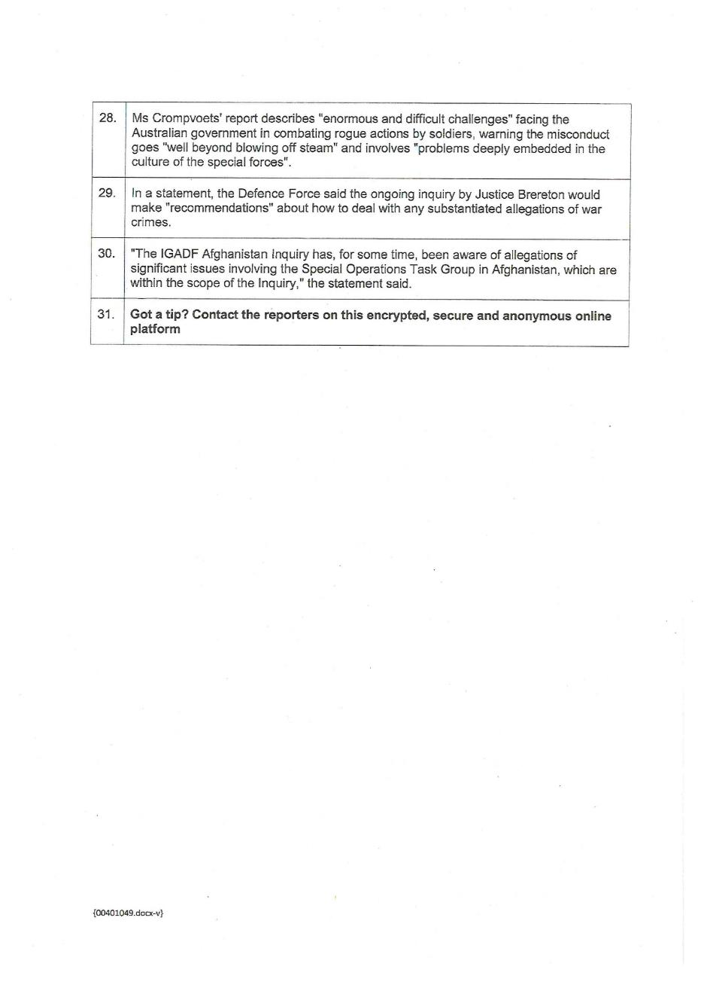 28. Ms Crompvoets' report describes "enormous and difficult challenges" facing the
Australian government in combating rogue actions by soldiers, warning the misconduct
goes "well beyond blowing off steam" and involves "problems deeply embedded in the
culture of the special forces".
29. In a statement, the Defence Force said the ongoing inquiry by Justice Brereton would
make "recommendations" about how to deal with any substantiated allegations of war
crimes.
30. "The IGADF Afghanistan Inquiry has, for some time, been aware of allegations of
significant issues involving the Special Operations Task Group in Afghanistan, which are
within the scope of the Inquiry," the statement said.
31. Got a tip? Contact the reporters on this encrypted, secure and anonymous online
platform
{00401049.docx-v}